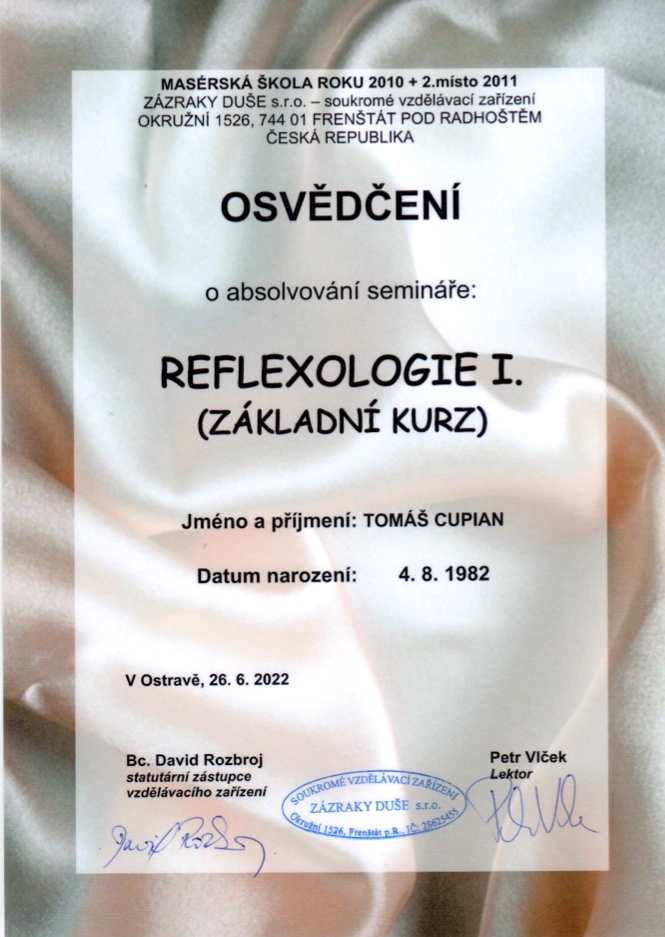 MASÉRSKÁ ŠKOLA ROKU 2010 + 2.místo 2011
ZÁZRAKY DUŠE s.r.o. – soukromé vzdělávací zařízení
OKRUŽNÍ 1526, 744 01 FRENŠTÁT POD RADHOŠTĚM
ČESKÁ REPUBLIKA
OSVĚDČENÍ
o absolvování semináře:
REFLEXOLOGIE I.
(ZÁKLADNÍ KURZ)
Jméno a příjmení: TOMÁŠ CUPIAN
Datum narození: 4. 8. 1982
V Ostravě, 26. 6. 2022
Bc. David Rozbroj
statutární zástupce
vzdělávacího zařízení
Petr Vlček
Lektor
SOUKROMÉ VZDĚLÁVACÍ ZAŘÍZENÍ
ZÁZRAKY DUŠE s.r.o.
Okružní 1526, Frenštát p.R., IČ: 28625455